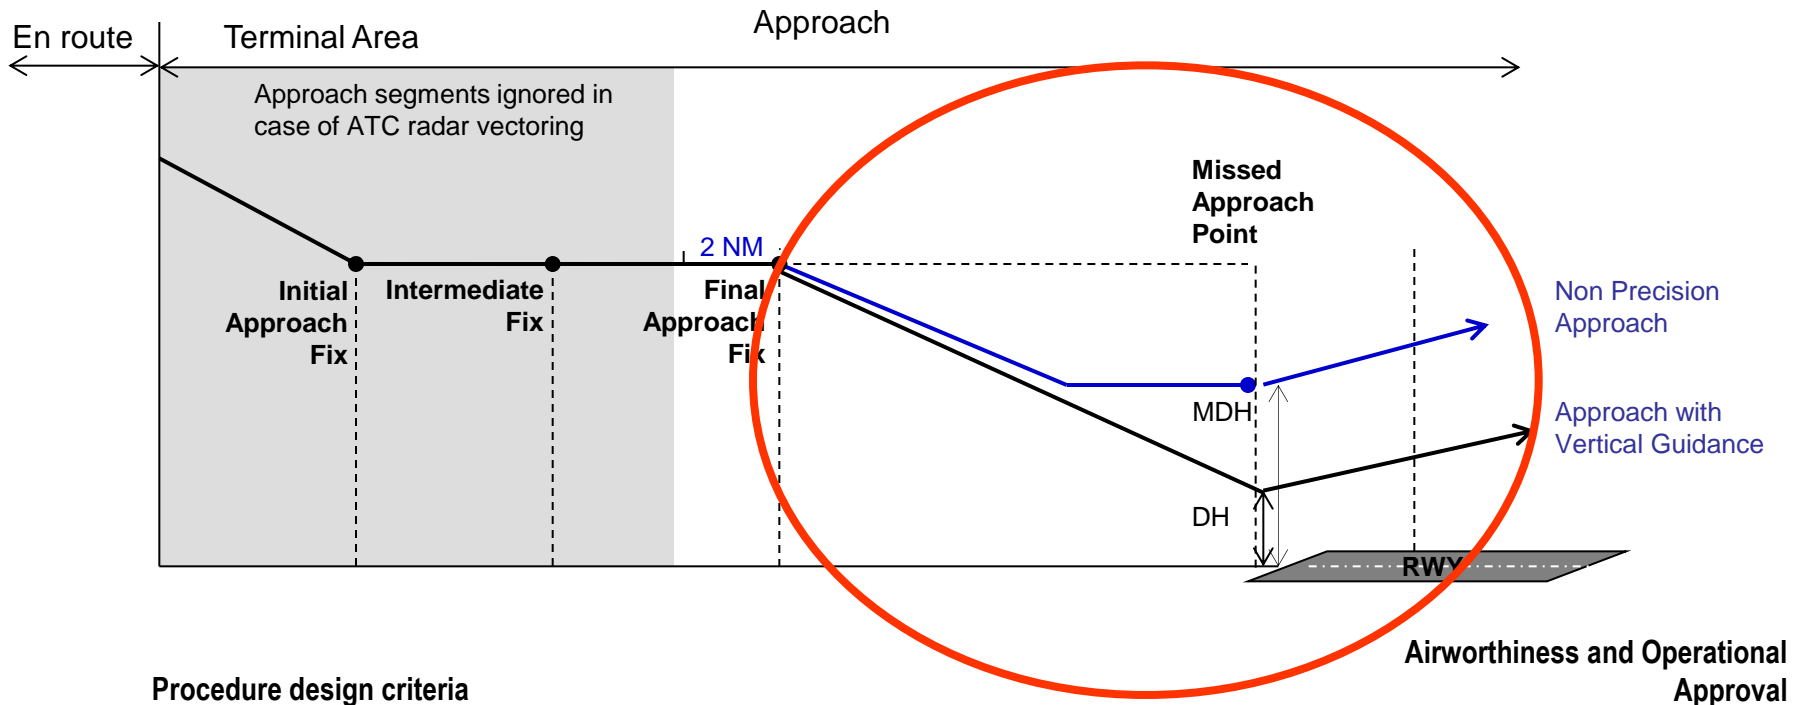 Approach
En route
Terminal Area
Approach segments ignored in
case of ATC radar vectoring
Missed
Approach
Point
2 NM
Initial
Approach
Fix
Intermediate
Fix
Final
Approach
Fix
Non Precision
Approach
MDH
Approach with
Vertical Guidance
DH
RWY
Airworthiness and Operational
Approval
Procedure design criteria